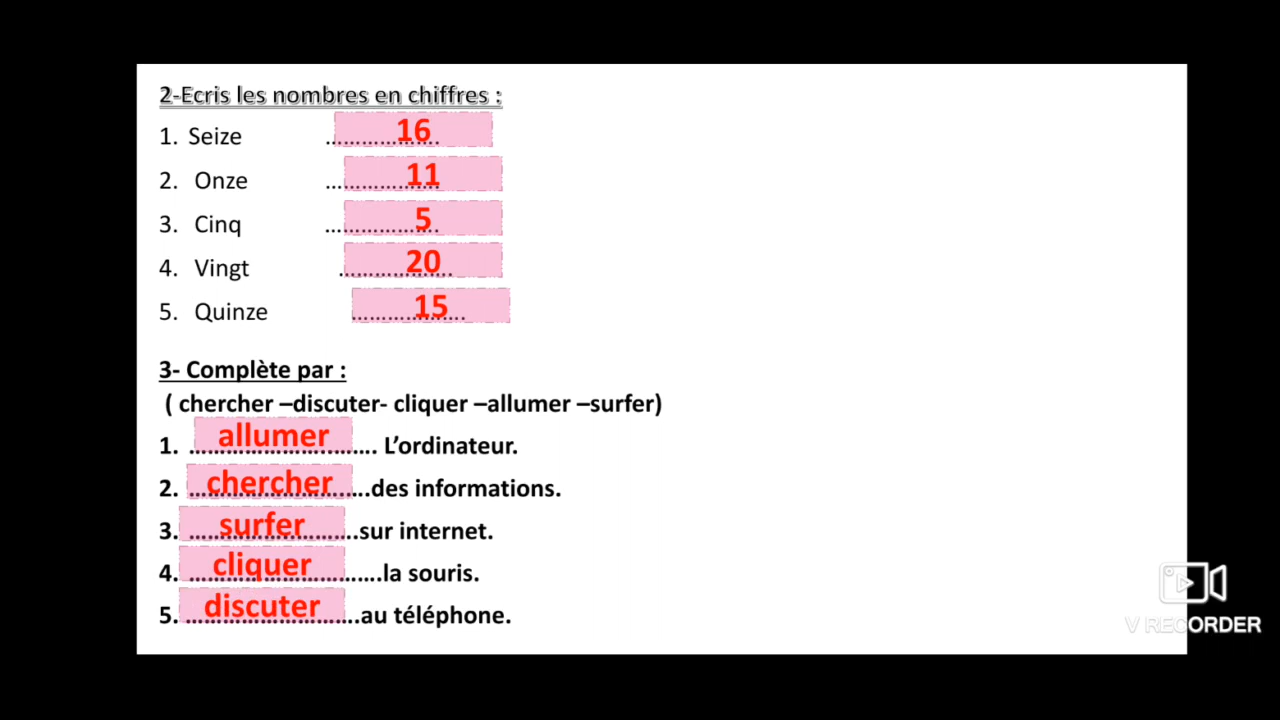 2-Ecris les nombres en chiffres :
1. Seize ……16………..
2. Onze ……11………..
3. Cinq ……5………..
4. Vingt ……20………..
5. Quinze ……15………..
3- Complète par :
( chercher –discuter- cliquer –allumer –surfer)
1. allumer …. L’ordinateur.
2. chercher …..des informations.
3. surfer …..sur internet.
4. cliquer …….la souris.
5. discuter …..au téléphone.
V RECORDER